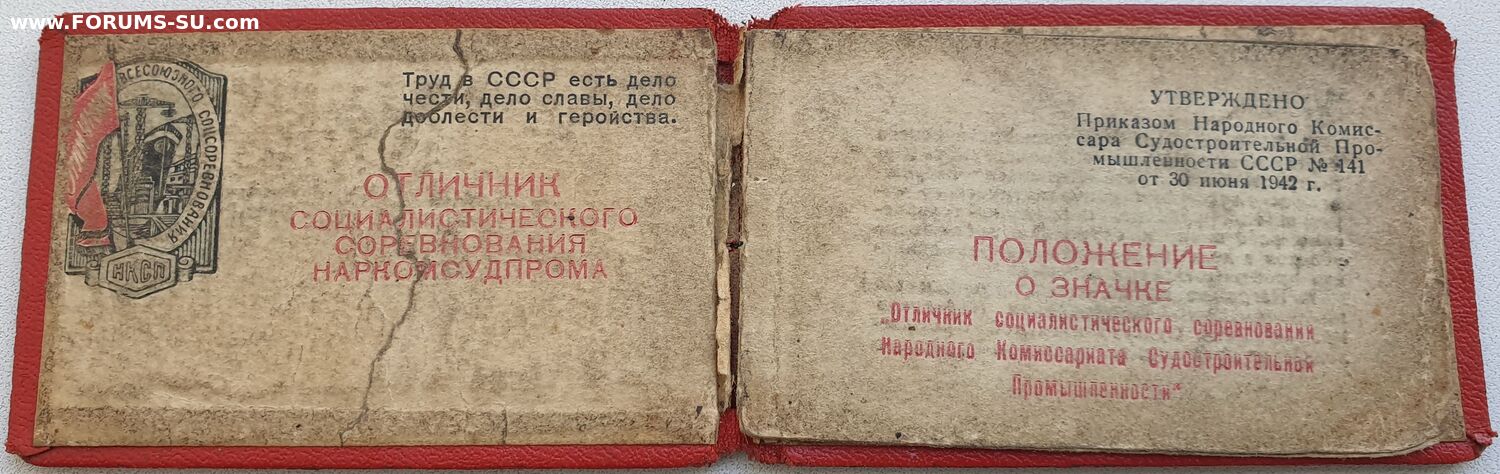 www.FORUMS-SU.com
ВСЕСОЮЗНОГО СОЦСОРЕВНОВАНИЯ
НКСП
Труд в СССР есть дело
чести, дело славы, дело
доблести и геройства.
ОТЛИЧНИК
СОЦИАЛИСТИЧЕСКОГО
СОРЕВНОВАНИЯ
НАРКОМСУДПРОМА
УТВЕРЖДЕНО
Приказом Народного Комис-
сара Судостроительной Про-
мышленности СССР № 141
от 30 июня 1942 г.
ПОЛОЖЕНИЕ
О ЗНАЧКЕ
„Отличник социалистического соревнования
Народного Комиссариата Судостроительной
Промышленности"